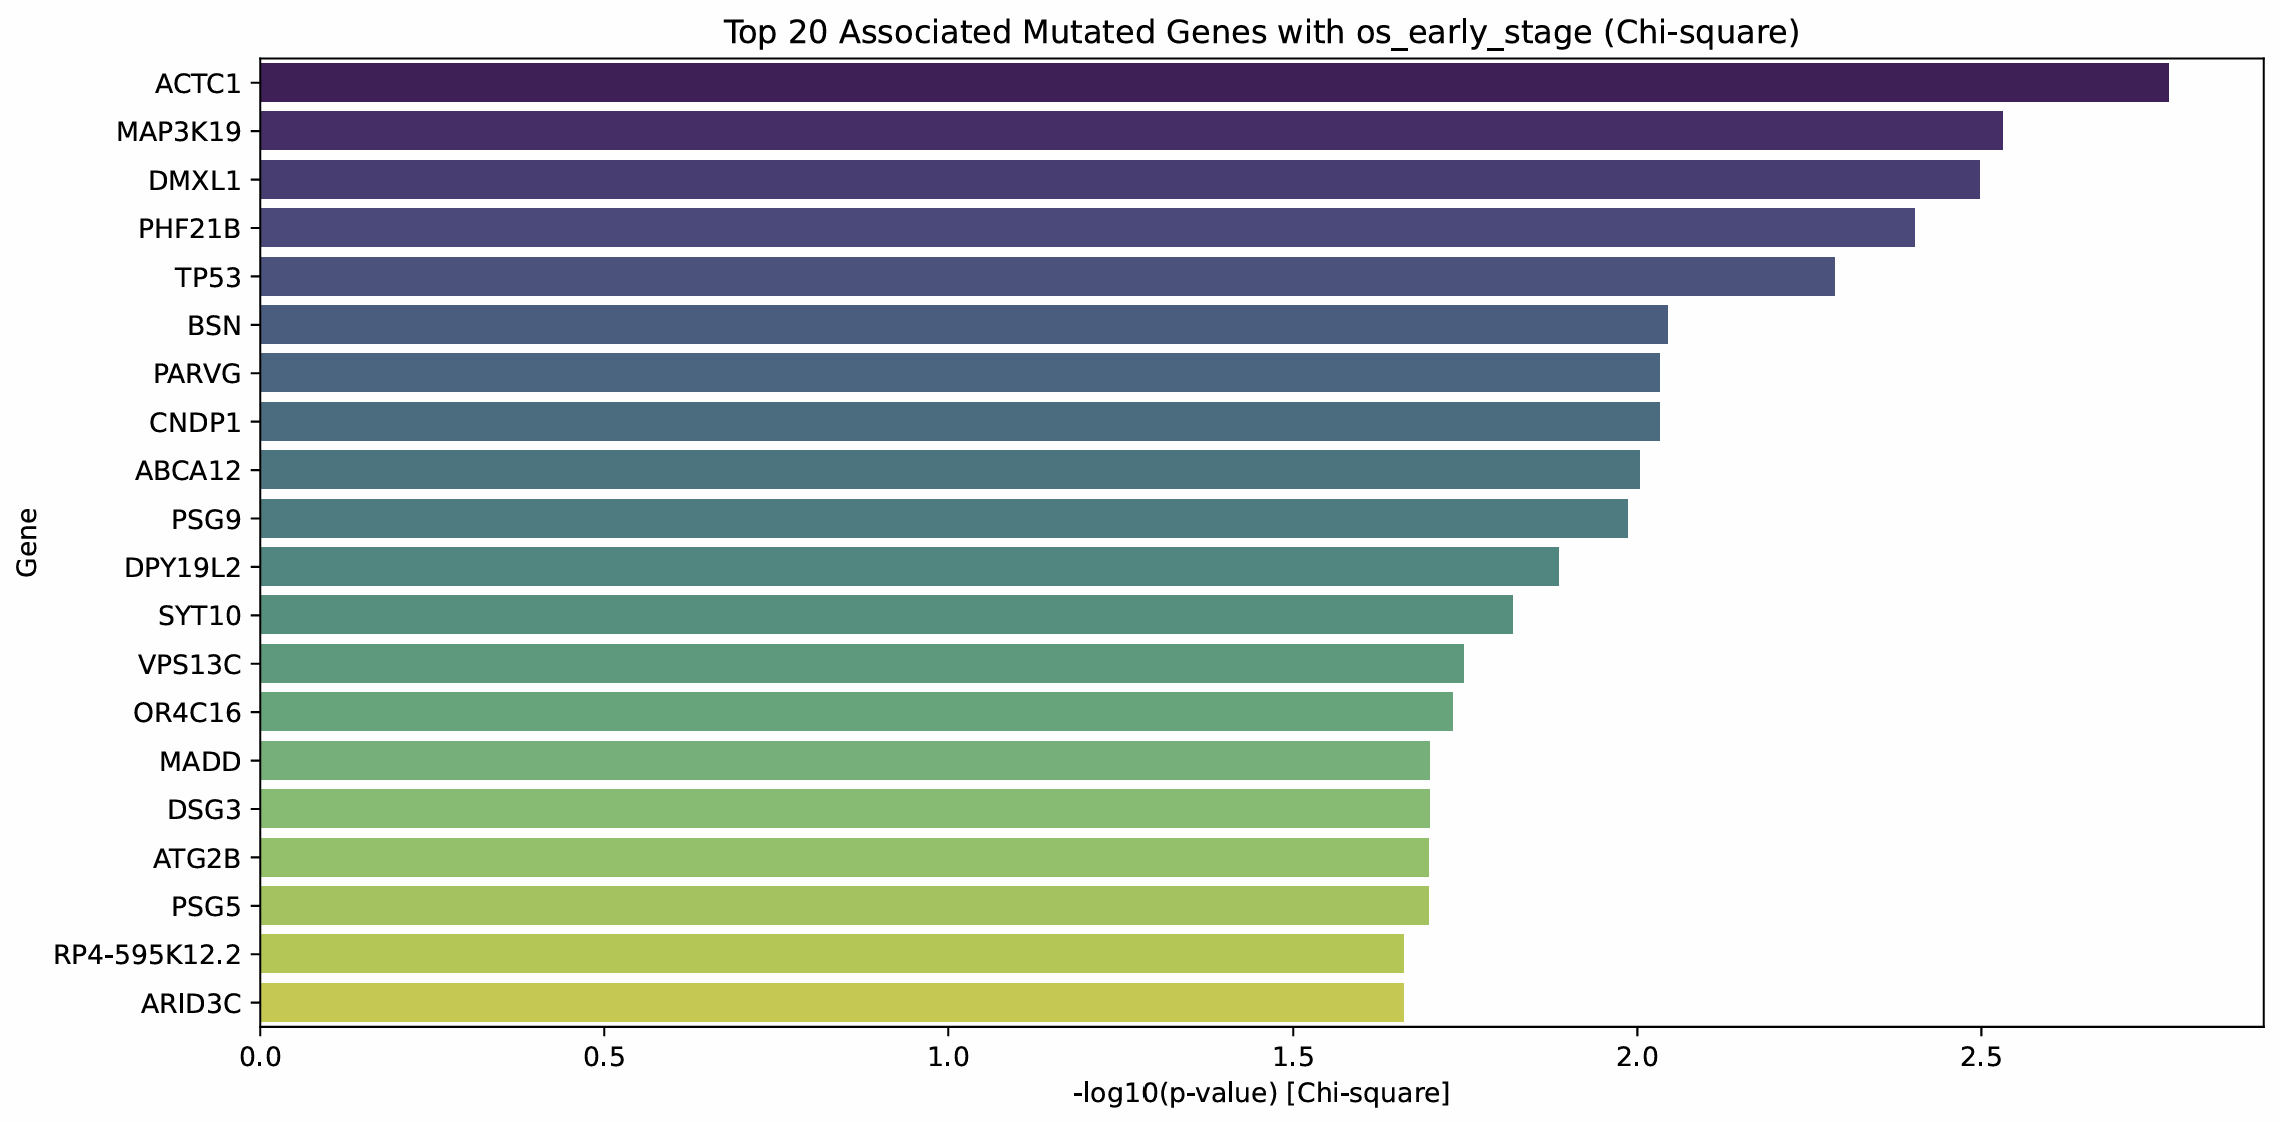 Top 20 Associated Mutated Genes with os_early_stage (Chi-square)
ACTC1
MAP3K19
DMXL1
PHF21B
TP53
BSN
PARVG
CNDP1
ABCA12
PSG9
DPY19L2
SYT10
VPS13C
OR4C16
MADD
DSG3
ATG2B
PSG5
RP4-595K12.2
ARID3C
Gene
0.0 0.5 1.0 1.5 2.0 2.5
-log10(p-value) [Chi-square]